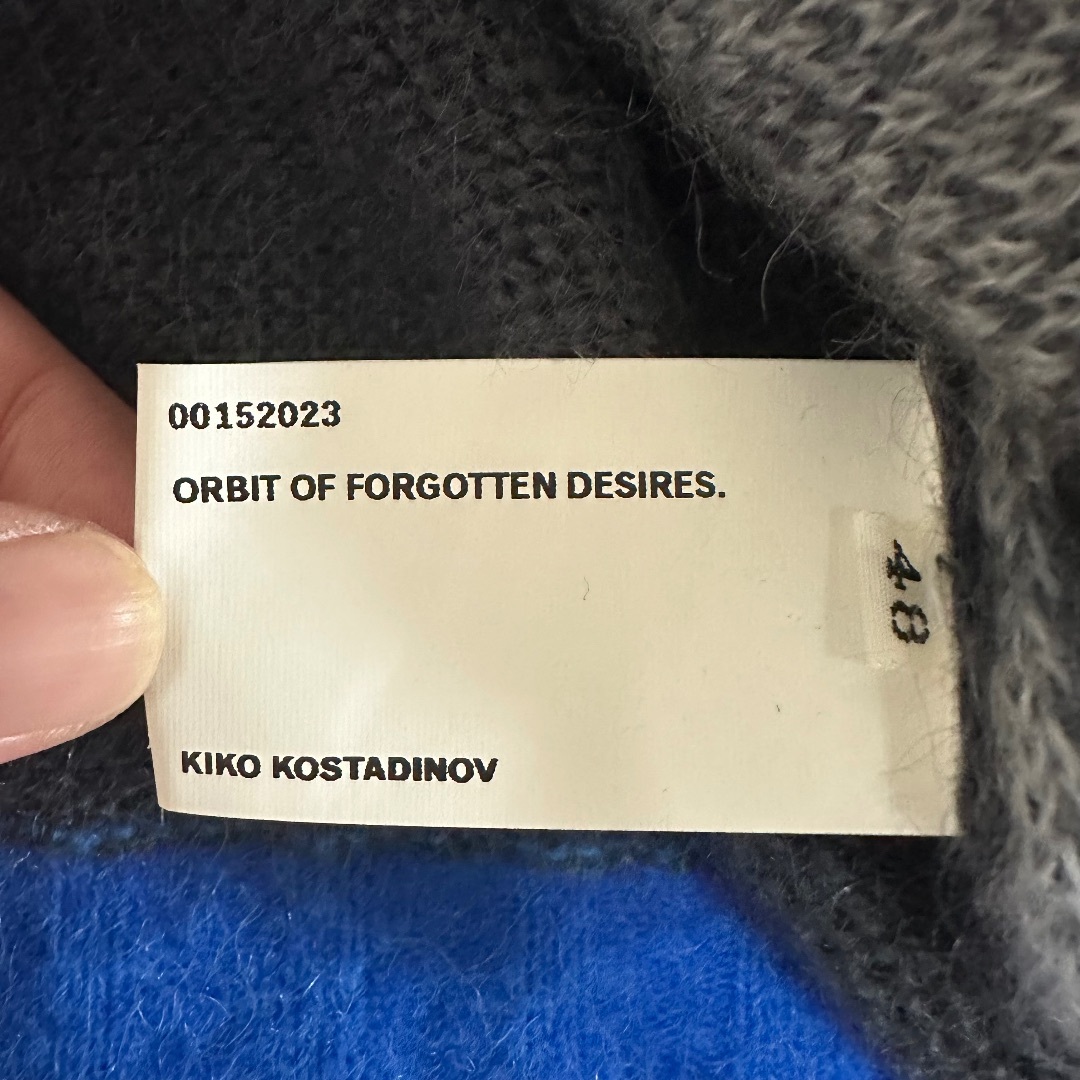 00152023
ORBIT OF FORGOTTEN DESIRES.
48
KIKO KOSTADINOV